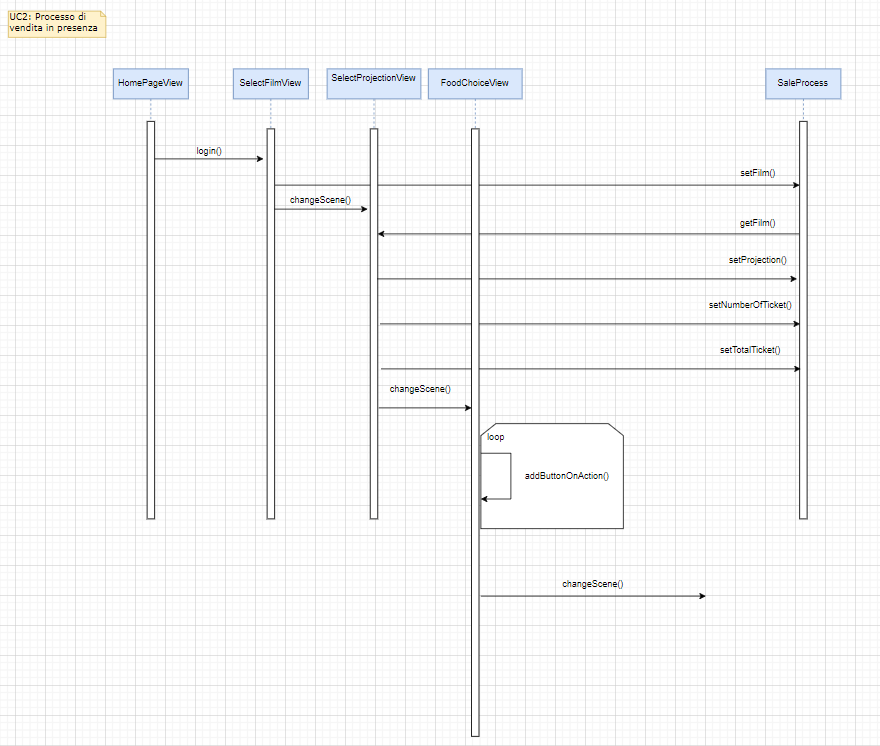 UC2: Processo di
vendita in presenza
HomePageView
SelectFilmView
SelectProjectionView
FoodChoiceView
SaleProcess
login()
setFilm()
changeScene()
getFilm()
setProjection()
setNumberOfTicket()
setTotalTicket()
changeScene()
loop
addButtonOnAction()
changeScene()